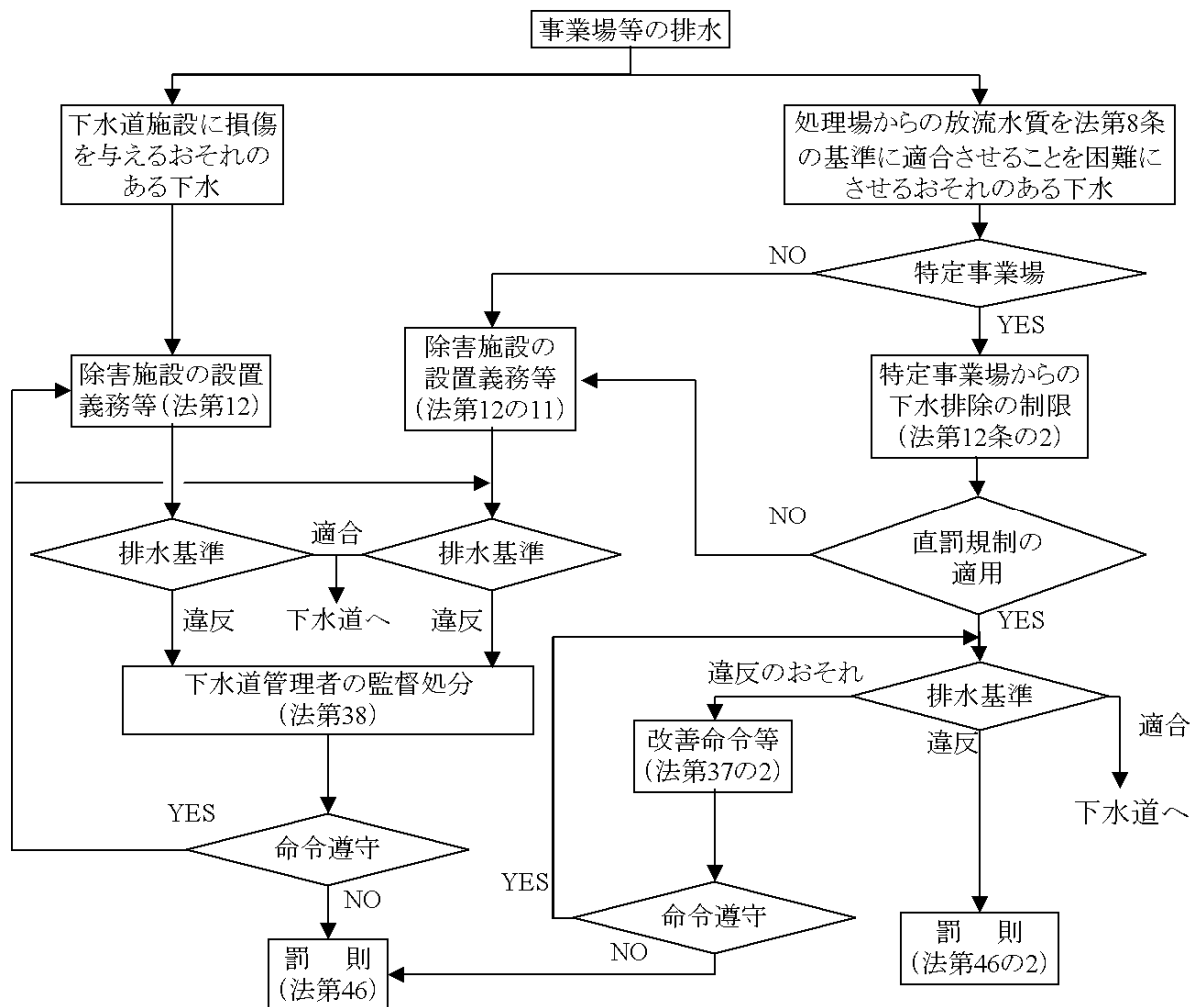 事業場等の排水
下水道施設に損傷
を与えるおそれの
ある下水
処理場からの放流水質を法第8条
の基準に適合させることを困難に
させるおそれのある下水
NO
特定事業場
YES
除害施設の設置
義務等(法第12)
除害施設の
設置義務等
(法第12の11)
特定事業場からの
下水排除の制限
(法第12条の2)
NO
直罰規制の
適用
YES
排水基準
適合
排水基準
下水道へ
違反
違反
下水道管理者の監督処分
(法第38)
違反のおそれ
排水基準
適合
違反
下水道へ
改善命令等
(法第37の2)
YES
命令遵守
NO
YES
命令遵守
NO
罰 則
(法第46)
罰 則
(法第46の2)